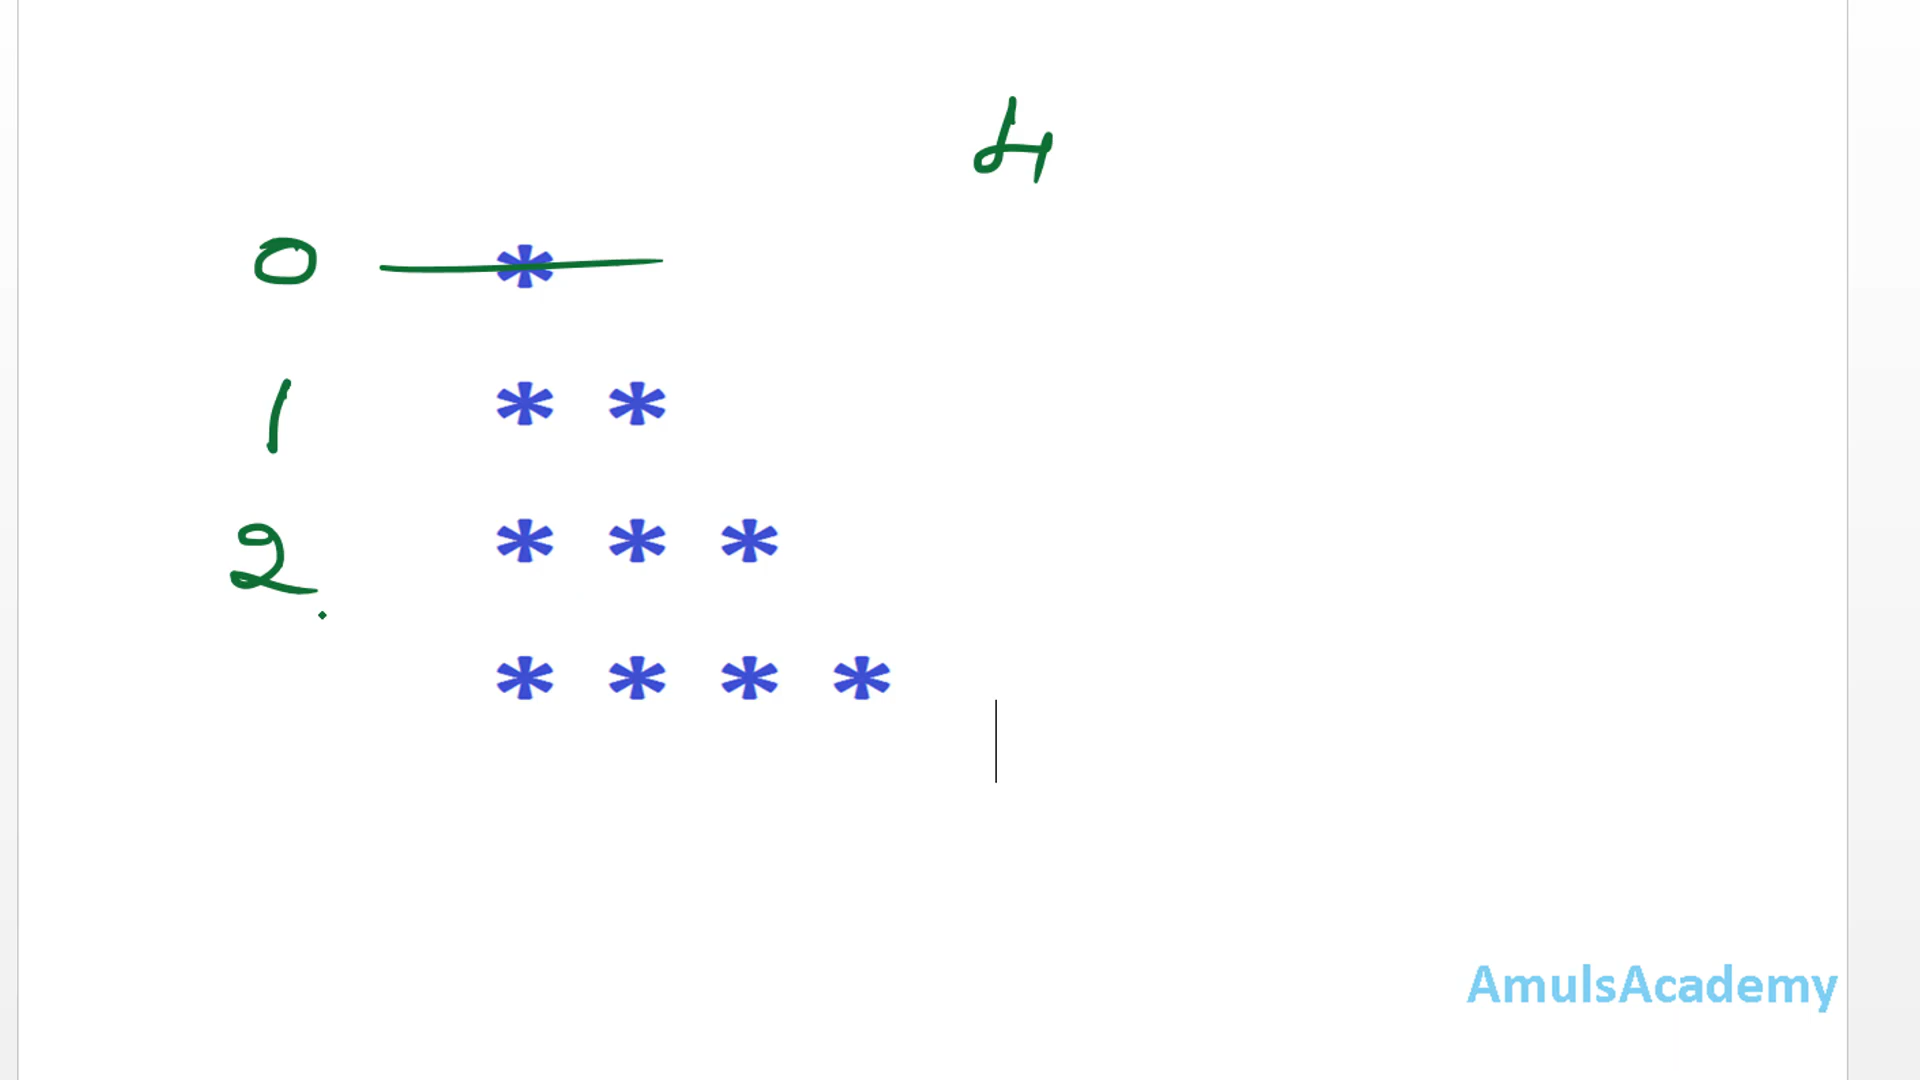 4
0 *
1 * *
2 * * *
* * * *
AmulsAcademy